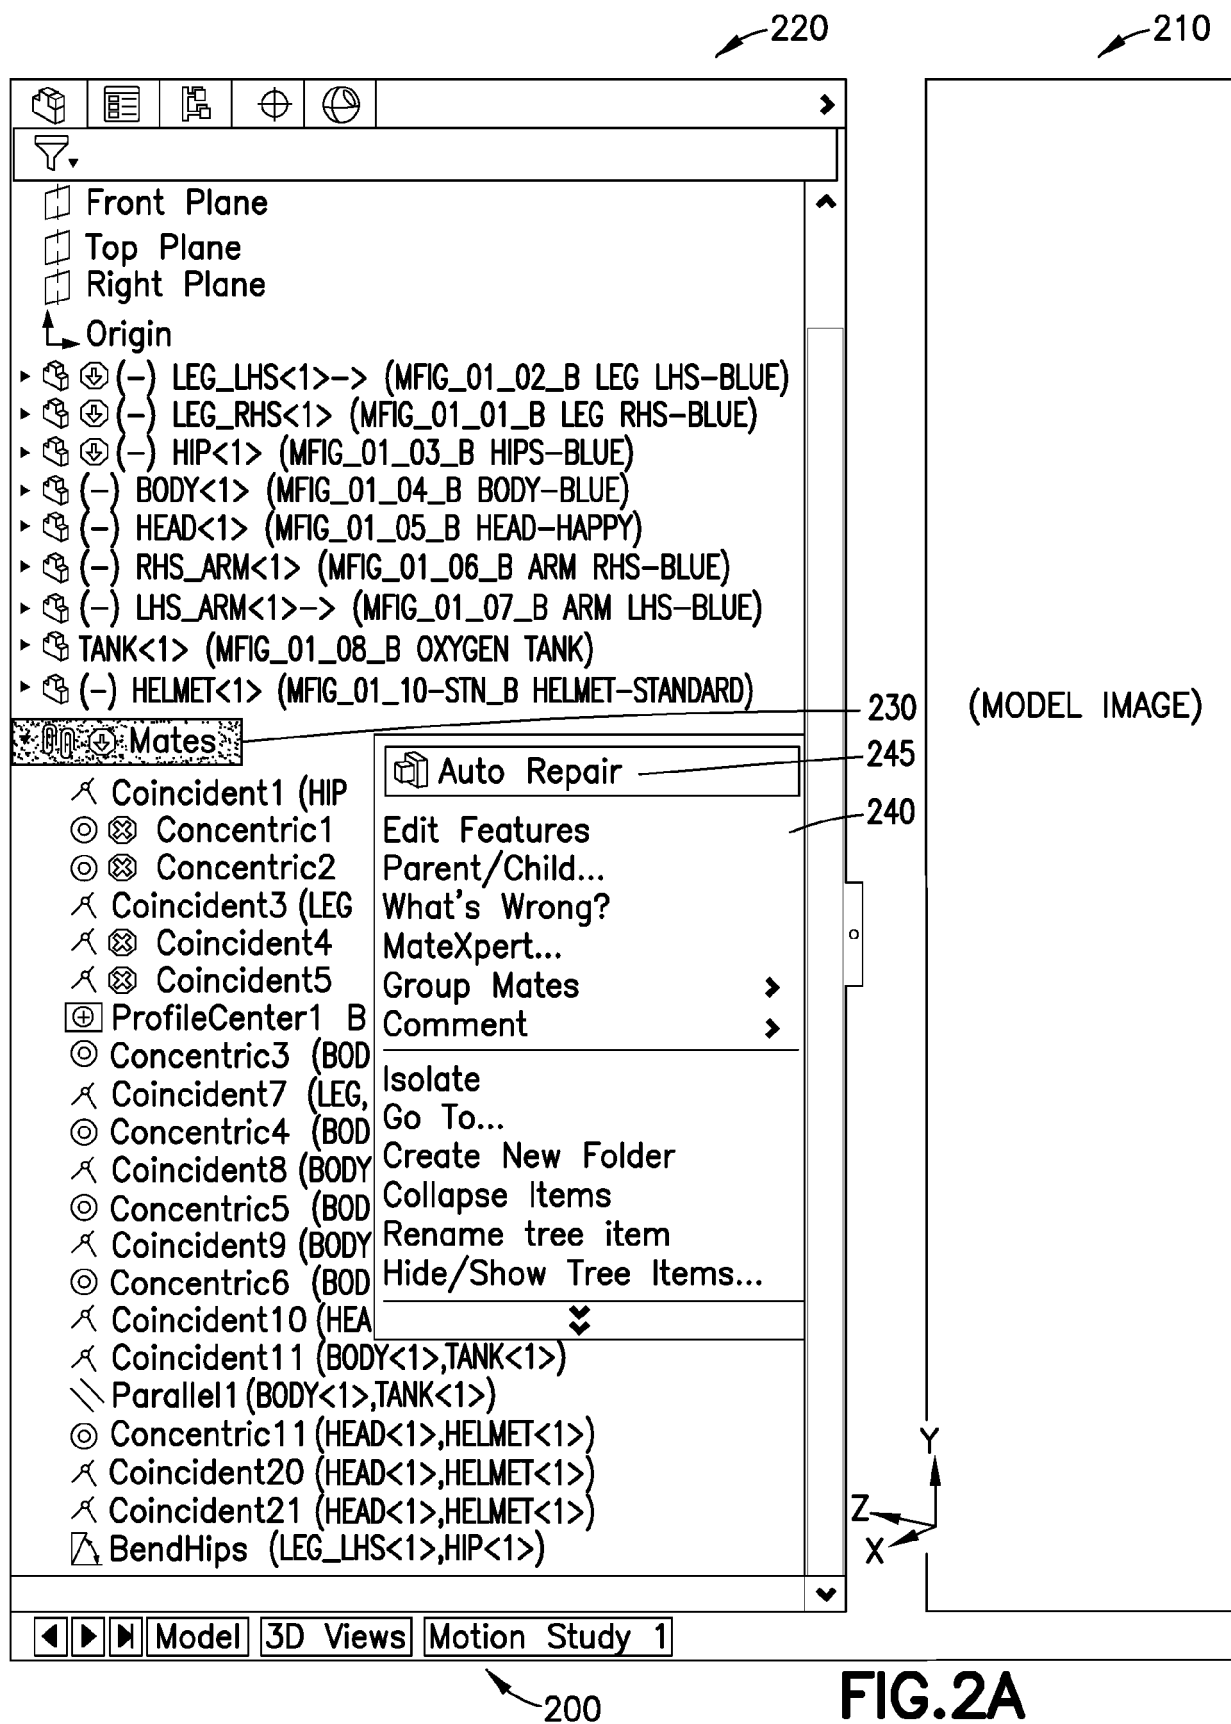 220
210
Front Plane
Top Plane
Right Plane
Origin
(-) LEG_LHS<1>-> (MFIG_01_02_B LEG LHS-BLUE)
(-) LEG_RHS<1> (MFIG_01_01_B LEG RHS-BLUE)
(-) HIP<1> (MFIG_01_03_B HIPS-BLUE)
(-) BODY<1> (MFIG_01_04_B BODY-BLUE)
(-) HEAD<1> (MFIG_01_05_B HEAD-HAPPY)
(-) RHS_ARM<1> (MFIG_01_06_B ARM RHS-BLUE)
(-) LHS_ARM<1>-> (MFIG_01_07_B ARM LHS-BLUE)
TANK<1> (MFIG_01_08_B OXYGEN TANK)
(-) HELMET<1> (MFIG_01_10-STN_B HELMET-STANDARD)
Mates
Coincident1 (HIP
Concentric1
Concentric2
Coincident3 (LEG
Coincident4
Coincident5
ProfileCenter1 B
Concentric3 (BOD
Coincident7 (LEG,
Concentric4 (BOD
Coincident8 (BODY
Concentric5 (BOD
Coincident9 (BODY
Concentric6 (BOD
Coincident10 (HEA
Coincident11 (BODY<1>,TANK<1>)
Parallel1 (BODY<1>,TANK<1>)
Concentric11 (HEAD<1>,HELMET<1>)
Coincident20 (HEAD<1>,HELMET<1>)
Coincident21 (HEAD<1>,HELMET<1>)
BendHips (LEG_LHS<1>,HIP<1>)
Auto Repair
Edit Features
Parent/Child...
What's Wrong?
MateXpert...
Group Mates
Comment
Isolate
Go To...
Create New Folder
Collapse Items
Rename tree item
Hide/Show Tree Items...
230
245
240
(MODEL IMAGE)
Y
Z
X
Model
3D Views
Motion Study 1
200
FIG.2A